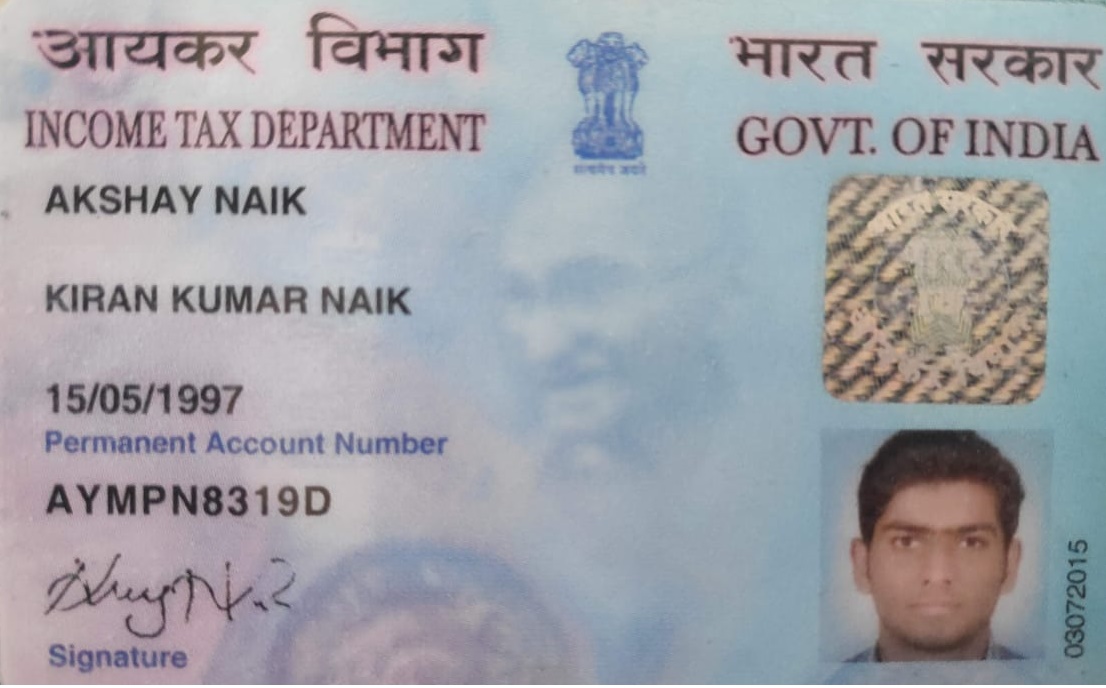 आयकर विभाग
INCOME TAX DEPARTMENT
सत्यमेव जयते
भारत सरकार
GOVT. OF INDIA
AKSHAY NAIK
KIRAN KUMAR NAIK
15/05/1997
Permanent Account Number
AYMPN8319D
Signature
03072015